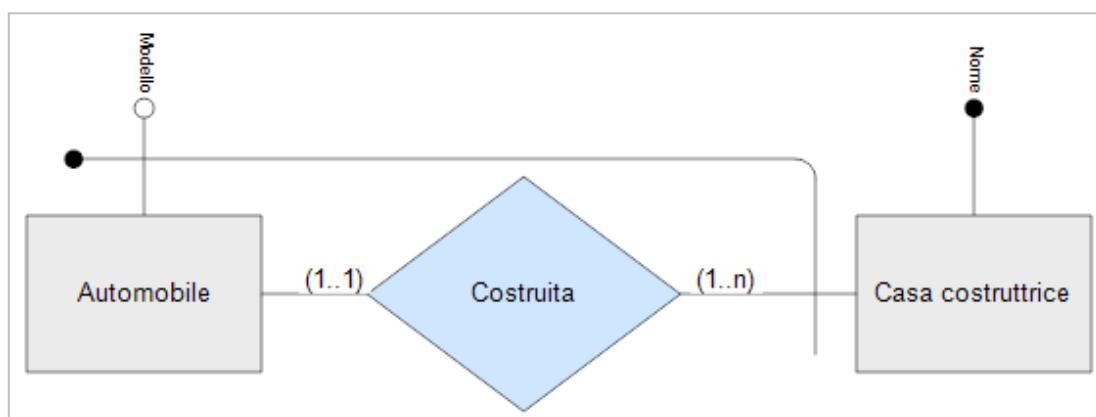 Modello
Nome
Automobile
(1..1)
Costruita
(1..n)
Casa costruttrice